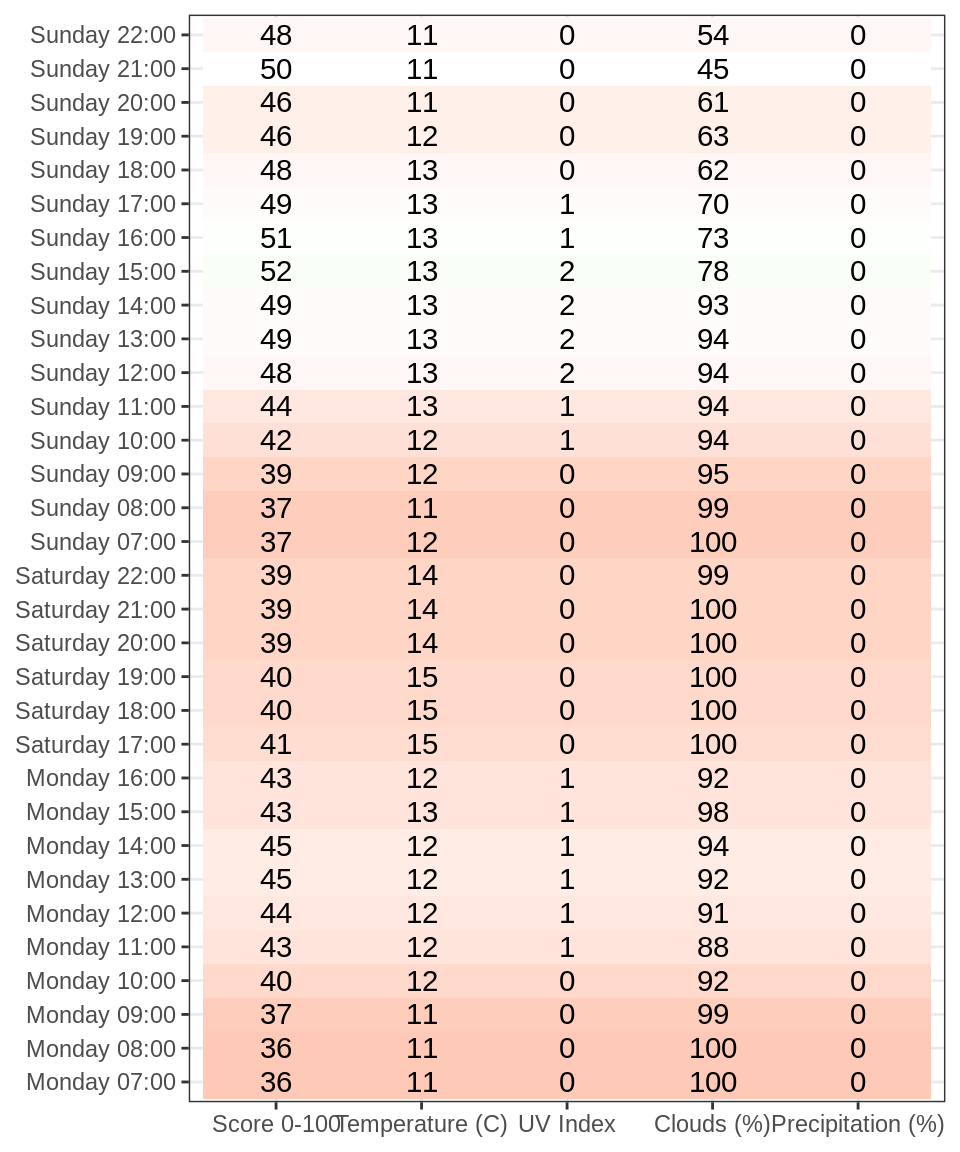 Sunday 22:00 48 11 0 54 0
Sunday 21:00 50 11 0 45 0
Sunday 20:00 46 11 0 61 0
Sunday 19:00 46 12 0 63 0
Sunday 18:00 48 13 0 62 0
Sunday 17:00 49 13 1 70 0
Sunday 16:00 51 13 1 73 0
Sunday 15:00 52 13 2 78 0
Sunday 14:00 49 13 2 93 0
Sunday 13:00 49 13 2 94 0
Sunday 12:00 48 13 2 94 0
Sunday 11:00 44 13 1 94 0
Sunday 10:00 42 12 1 94 0
Sunday 09:00 39 12 0 95 0
Sunday 08:00 37 11 0 99 0
Sunday 07:00 37 12 0 100 0
Saturday 22:00 39 14 0 99 0
Saturday 21:00 39 14 0 100 0
Saturday 20:00 39 14 0 100 0
Saturday 19:00 40 15 0 100 0
Saturday 18:00 40 15 0 100 0
Saturday 17:00 41 15 0 100 0
Monday 16:00 43 12 1 92 0
Monday 15:00 43 13 1 98 0
Monday 14:00 45 12 1 94 0
Monday 13:00 45 12 1 92 0
Monday 12:00 44 12 1 91 0
Monday 11:00 43 12 1 88 0
Monday 10:00 40 12 0 92 0
Monday 09:00 37 11 0 99 0
Monday 08:00 36 11 0 100 0
Monday 07:00 36 11 0 100 0
Score 0-100 Temperature (C) UV Index Clouds (%) Precipitation (%)